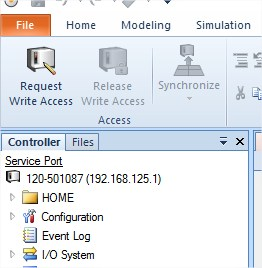 File Home Modeling Simulation
Request Write Access
Release Write Access
Synchronize
Access
Controller Files
Service Port
120-501087 (192.168.125.1)
HOME
Configuration
Event Log
I/O System